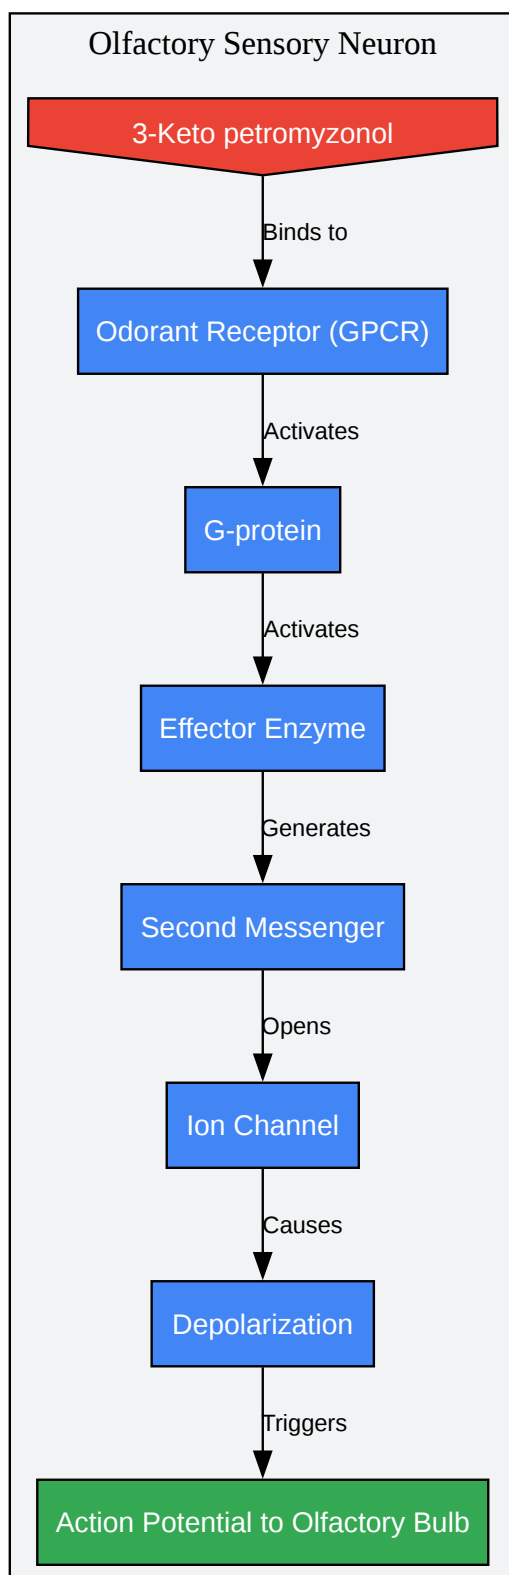 Olfactory Sensory Neuron
3-Keto petromyzonol
Binds to
Odorant Receptor (GPCR)
Activates
G-protein
Activates
Effector Enzyme
Generates
Second Messenger
Opens
Ion Channel
Causes
Depolarization
Triggers
Action Potential to Olfactory Bulb